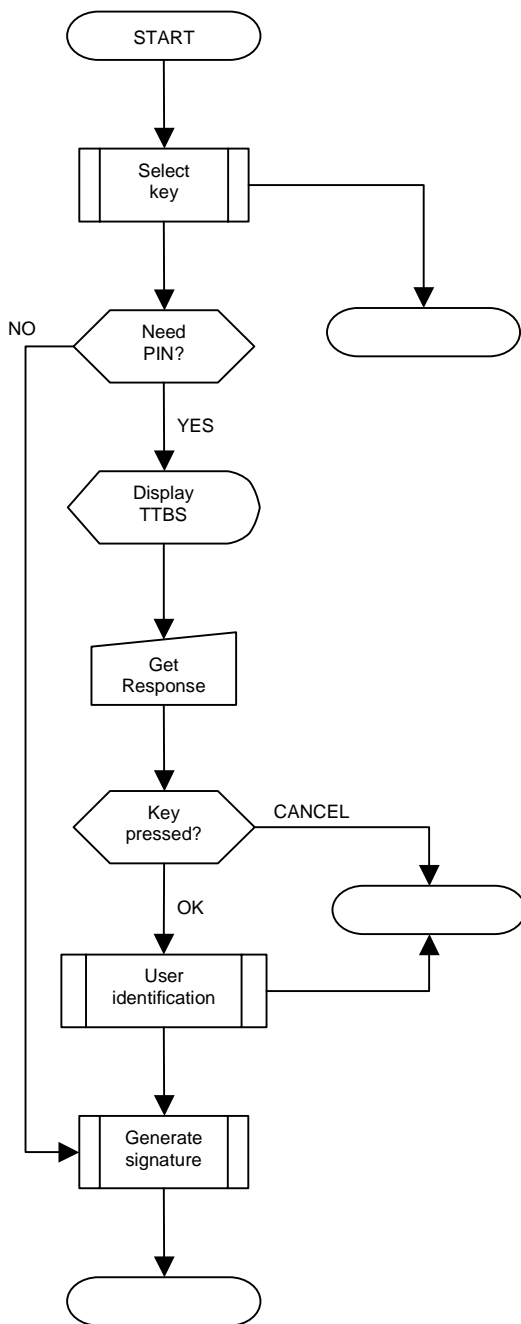 START
Select
key
NO
Need
PIN?
YES
Display
TTBS
Get
Response
Key
pressed?
CANCEL
OK
User
identification
Generate
signature